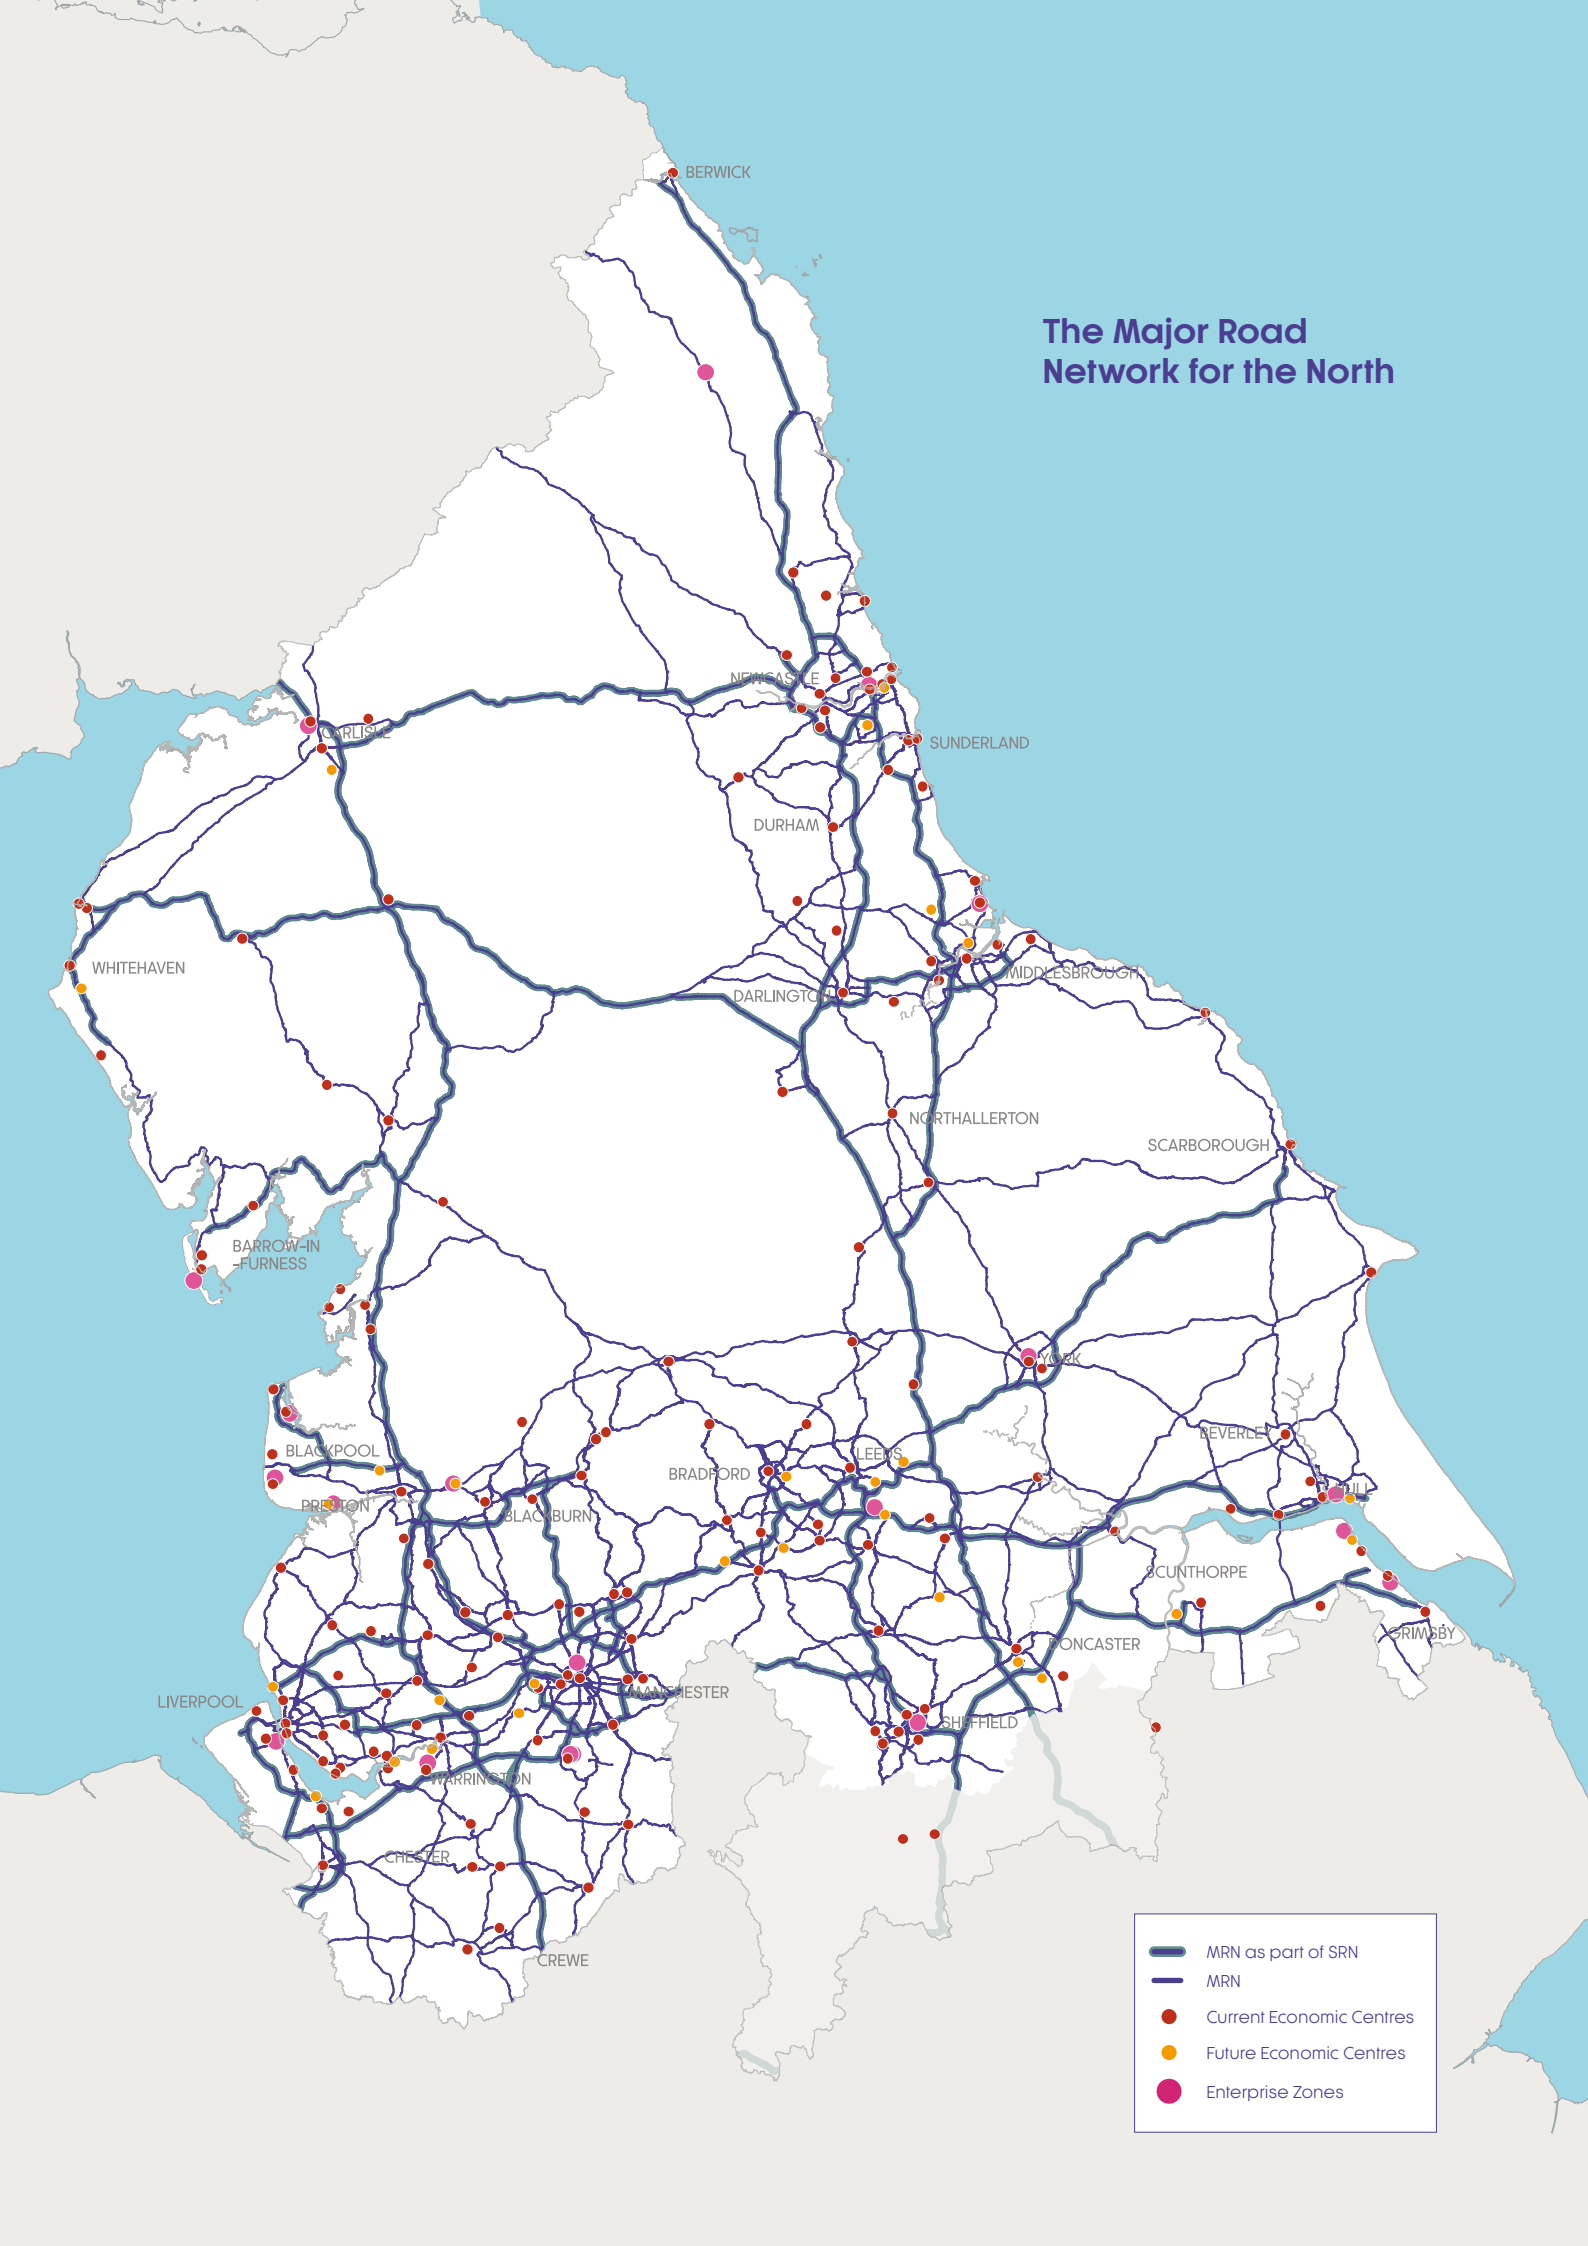 BERWICK
The Major Road
Network for the North
NEWCASTLE
CARLISLE
SUNDERLAND
DURHAM
WHITEHAVEN
MIDDLESBROUGH
DARLINGTON
NORTHALLERTON
SCARBOROUGH
BARROW-IN
-FURNESS
YORK
BEVERLEY
BLACKPOOL
LEEDS
BRADFORD
HULL
PRESTON
BLACKBURN
SCUNTHORPE
GRIMSBY
DONCASTER
MANCHESTER
LIVERPOOL
SHEFFIELD
WARRINGTON
CHESTER
CREWE
MRN as part of SRN
MRN
Current Economic Centres
Future Economic Centres
Enterprise Zones